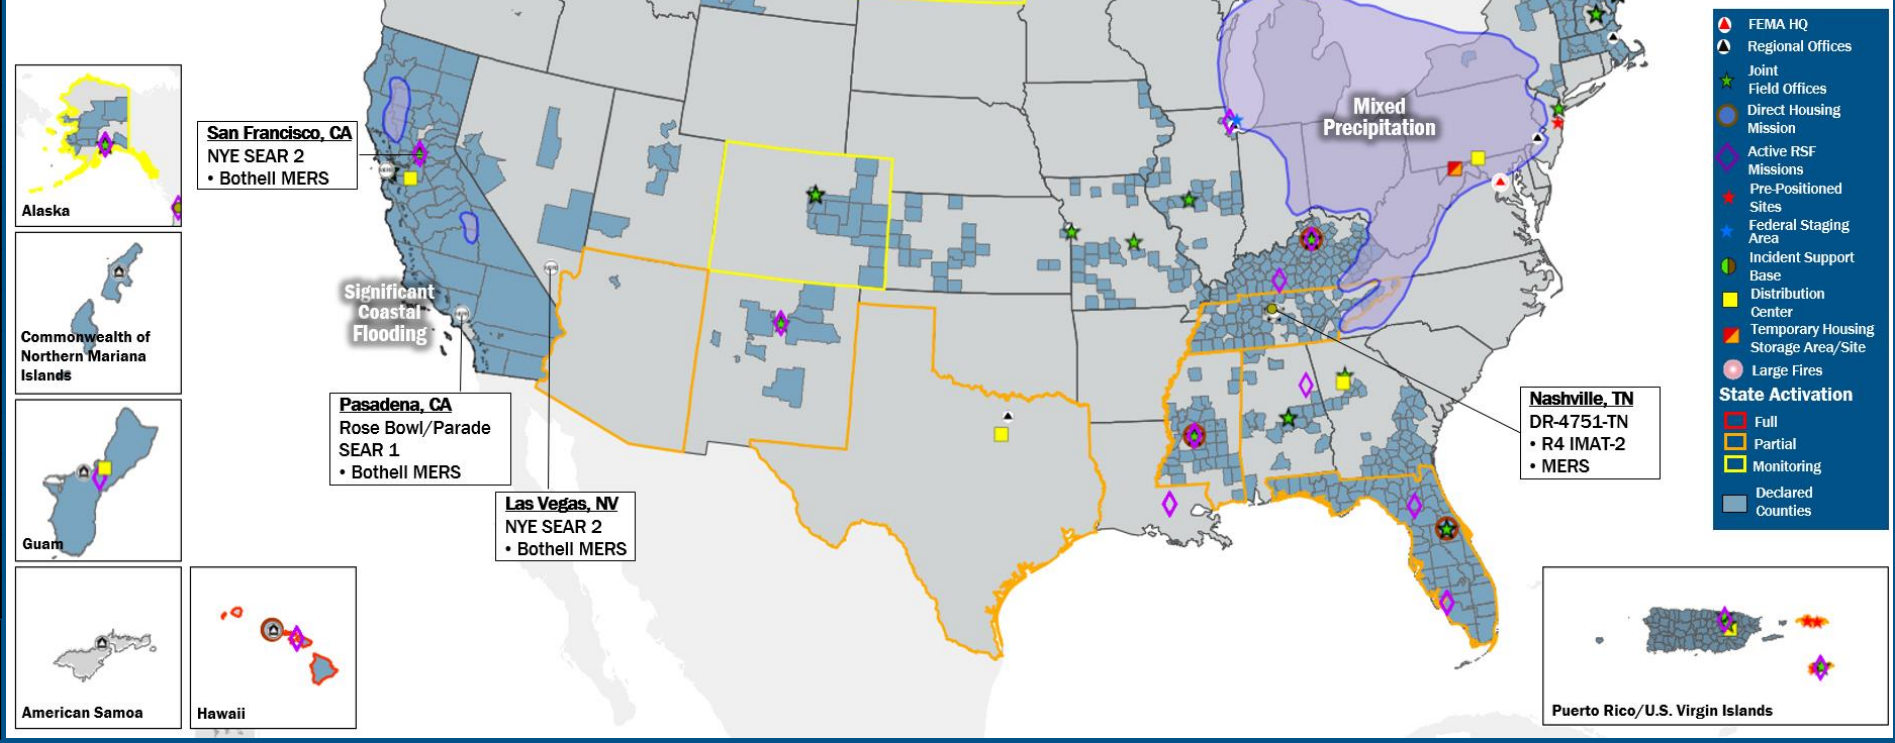 Alaska
Commonwealth of
Northern Mariana
Islands
Guam
American Samoa
Hawaii
San Francisco, CA
NYE SEAR 2
• Bothell MERS
Significant
Coastal
Flooding
Pasadena, CA
Rose Bowl/Parade
SEAR 1
• Bothell MERS
Las Vegas, NV
NYE SEAR 2
• Bothell MERS
Mixed
Precipitation
Nashville, TN
DR-4751-TN
• R4 IMAT-2
• MERS
Puerto Rico/U.S. Virgin Islands
FEMA HQ
Regional Offices
Joint
Field Offices
Direct Housing
Mission
Active RSF
Missions
Pre-Positioned
Sites
Federal Staging
Area
Incident Support
Base
Distribution
Center
Temporary Housing
Storage Area/Site
Large Fires
State Activation
Full
Partial
Monitoring
Declared
Counties